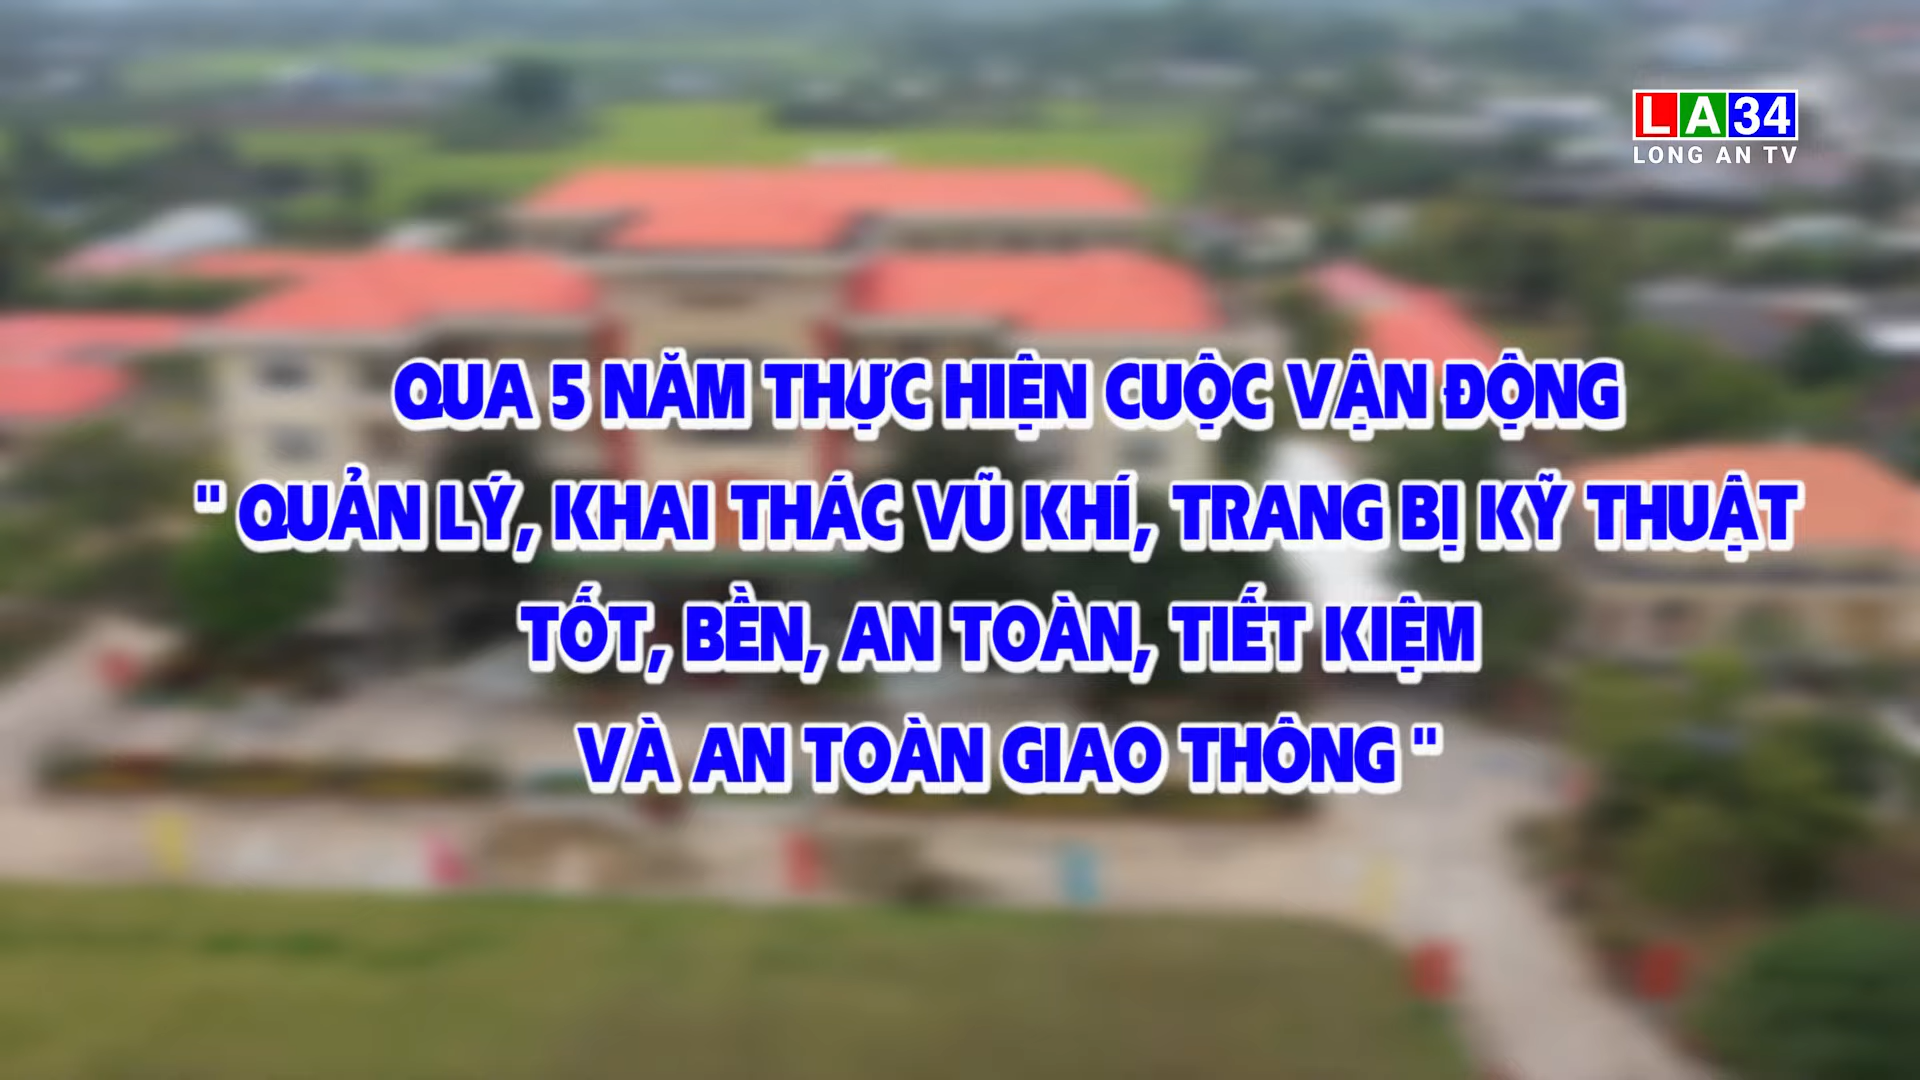 LA34
LONG AN TV
QUA 5 NĂM THỰC HIỆN CUỘC VẬN ĐỘNG
" QUẢN LÝ, KHAI THÁC VŨ KHÍ, TRANG BỊ KỸ THUẬT
TỐT, BỀN, AN TOÀN, TIẾT KIỆM
VÀ AN TOÀN GIAO THÔNG "